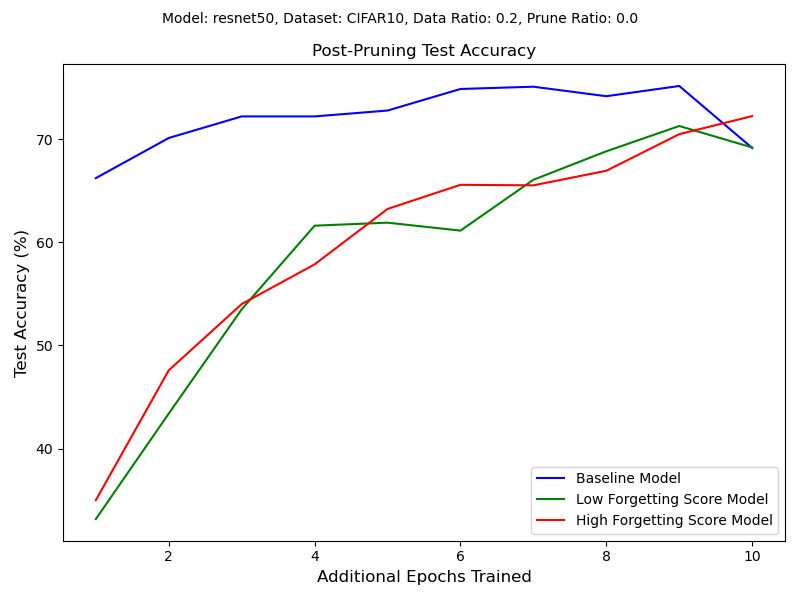 Model: resnet50, Dataset: CIFAR10, Data Ratio: 0.2, Prune Ratio: 0.0
Post-Pruning Test Accuracy
Test Accuracy (%)
70
60
50
40
Baseline Model
Low Forgetting Score Model
High Forgetting Score Model
2 4 6 8 10
Additional Epochs Trained